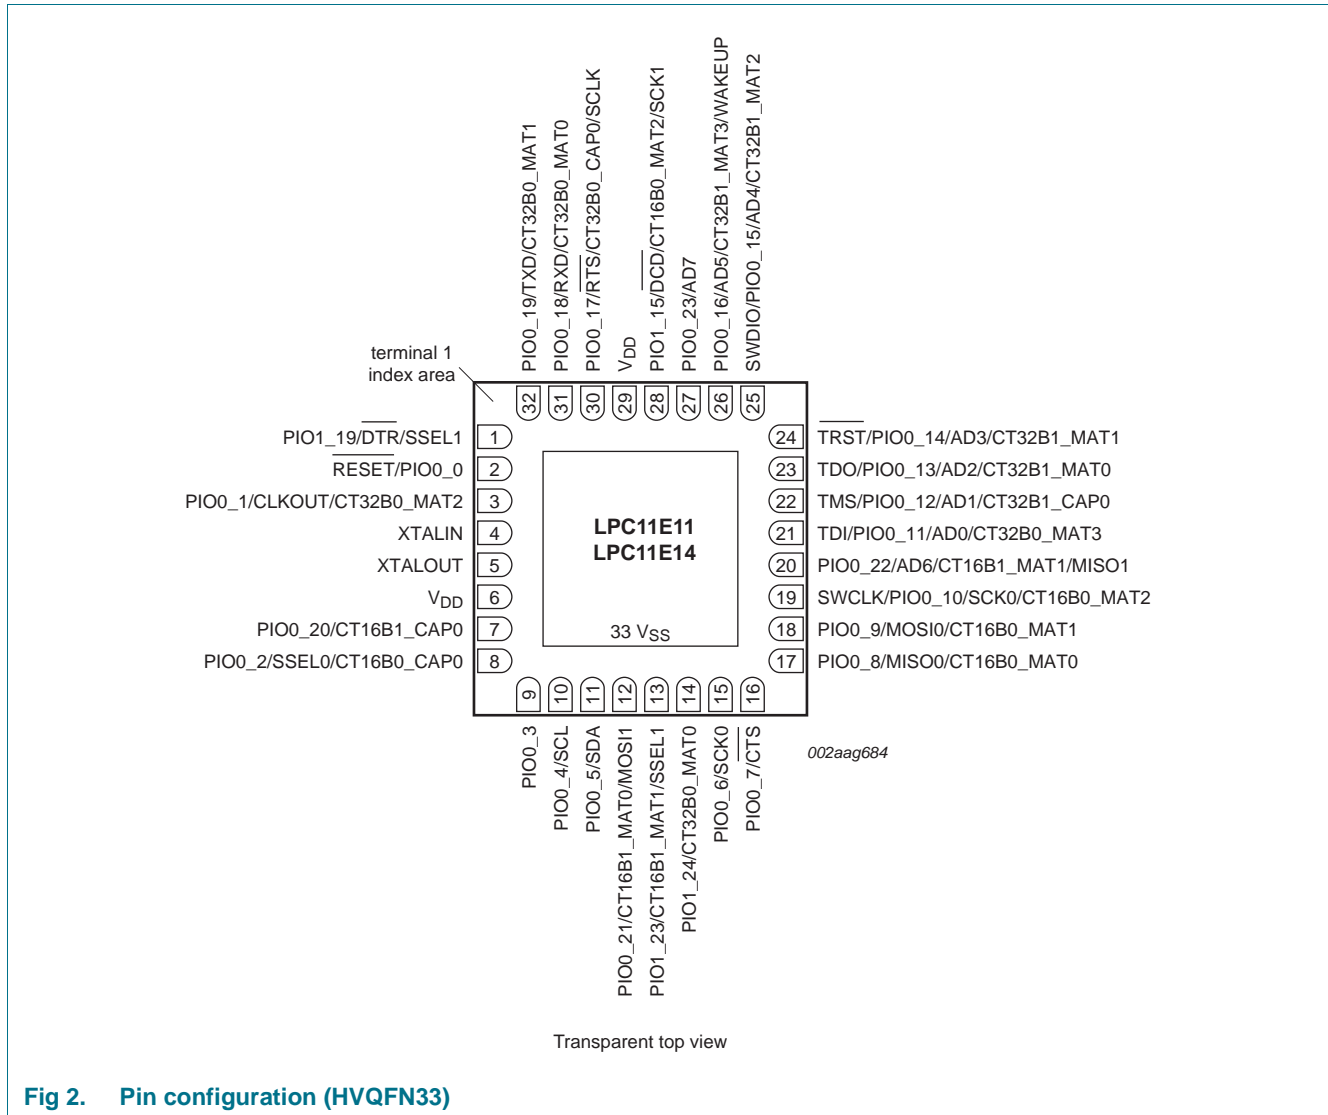 PIO0_19/TXD/CT32B0_MAT1
PIO0_18/RXD/CT32B0_MAT0
PIO0_17/RTS/CT32B0_CAP0/SCLK
VDD
PIO1_15/DCD/CT16B0_MAT2/SCK1
PIO0_23/AD7
PIO0_16/AD5/CT32B1_MAT3/WAKEUP
SWDIO/PIO0_15/AD4/CT32B1_MAT2
terminal 1
index area
32 31 30 29 28 27 26 25
PIO1_19/DTR/SSEL1 1
RESET/PIO0_0 2
PIO0_1/CLKOUT/CT32B0_MAT2 3
XTALIN 4
XTALOUT 5
VDD 6
PIO0_20/CT16B1_CAP0 7
PIO0_2/SSEL0/CT16B0_CAP0 8
LPC11E11
LPC11E14
33 VSS
24 TRST/PIO0_14/AD3/CT32B1_MAT1
23 TDO/PIO0_13/AD2/CT32B1_MAT0
22 TMS/PIO0_12/AD1/CT32B1_CAP0
21 TDI/PIO0_11/AD0/CT32B0_MAT3
20 PIO0_22/AD6/CT16B1_MAT1/MISO1
19 SWCLK/PIO0_10/SCK0/CT16B0_MAT2
18 PIO0_9/MOSI0/CT16B0_MAT1
17 PIO0_8/MISO0/CT16B0_MAT0
9 10 11 12 13 14 15 16
PIO0_3
PIO0_4/SCL
PIO0_5/SDA
PIO0_21/CT16B1_MAT0/MOSI1
PIO1_23/CT16B1_MAT1/SSEL1
PIO1_24/CT32B0_MAT0
PIO0_6/SCK0
PIO0_7/CTS
002aag684
Transparent top view
Fig 2. Pin configuration (HVQFN33)